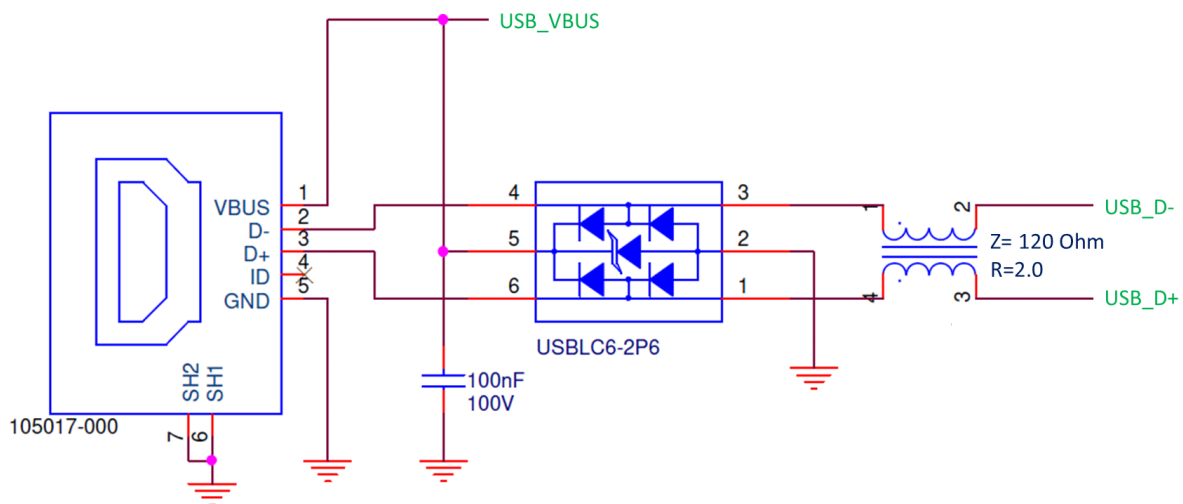 USB_VBUS
1
VBUS
2
D-
3
D+
4
ID
5
GND
SH2
SH1
7
6
105017-000
4
3
5
2
6
1
USBLC6-2P6
100nF
100V
1
2
4
3
Z= 120 Ohm
R=2.0
USB_D-
USB_D+